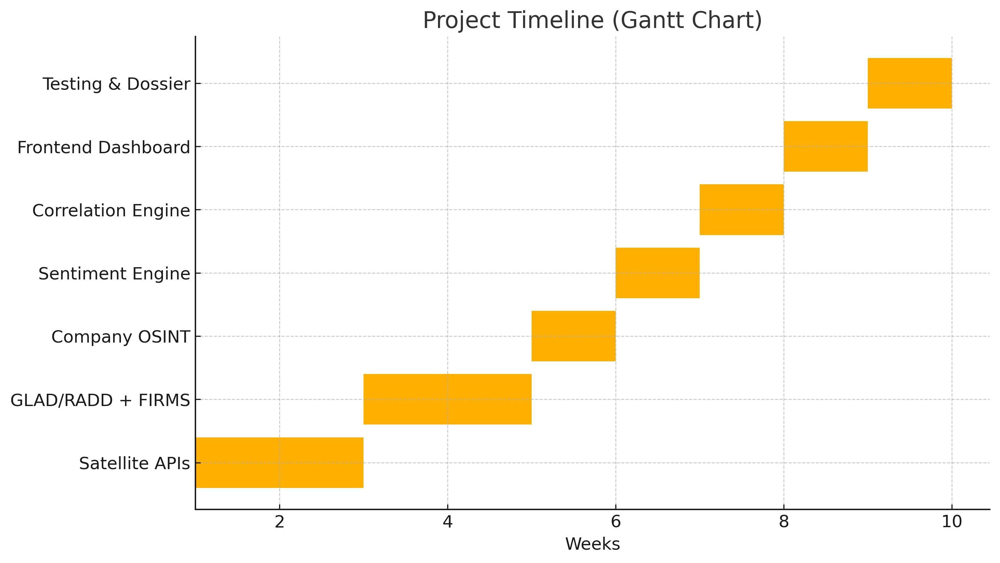 Project Timeline (Gantt Chart)
Testing & Dossier
Frontend Dashboard
Correlation Engine
Sentiment Engine
Company OSINT
GLAD/RADD + FIRMS
Satellite APIs
2 4 6 8 10
Weeks